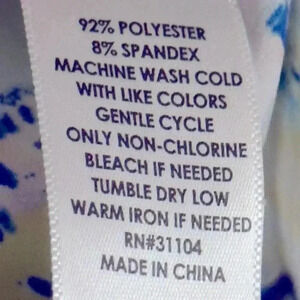 92% POLYESTER
8% SPANDEX
MACHINE WASH COLD
WITH LIKE COLORS
GENTLE CYCLE
ONLY NON-CHLORINE
BLEACH IF NEEDED
TUMBLE DRY LOW
WARM IRON IF NEEDED
RN#31104
MADE IN CHINA